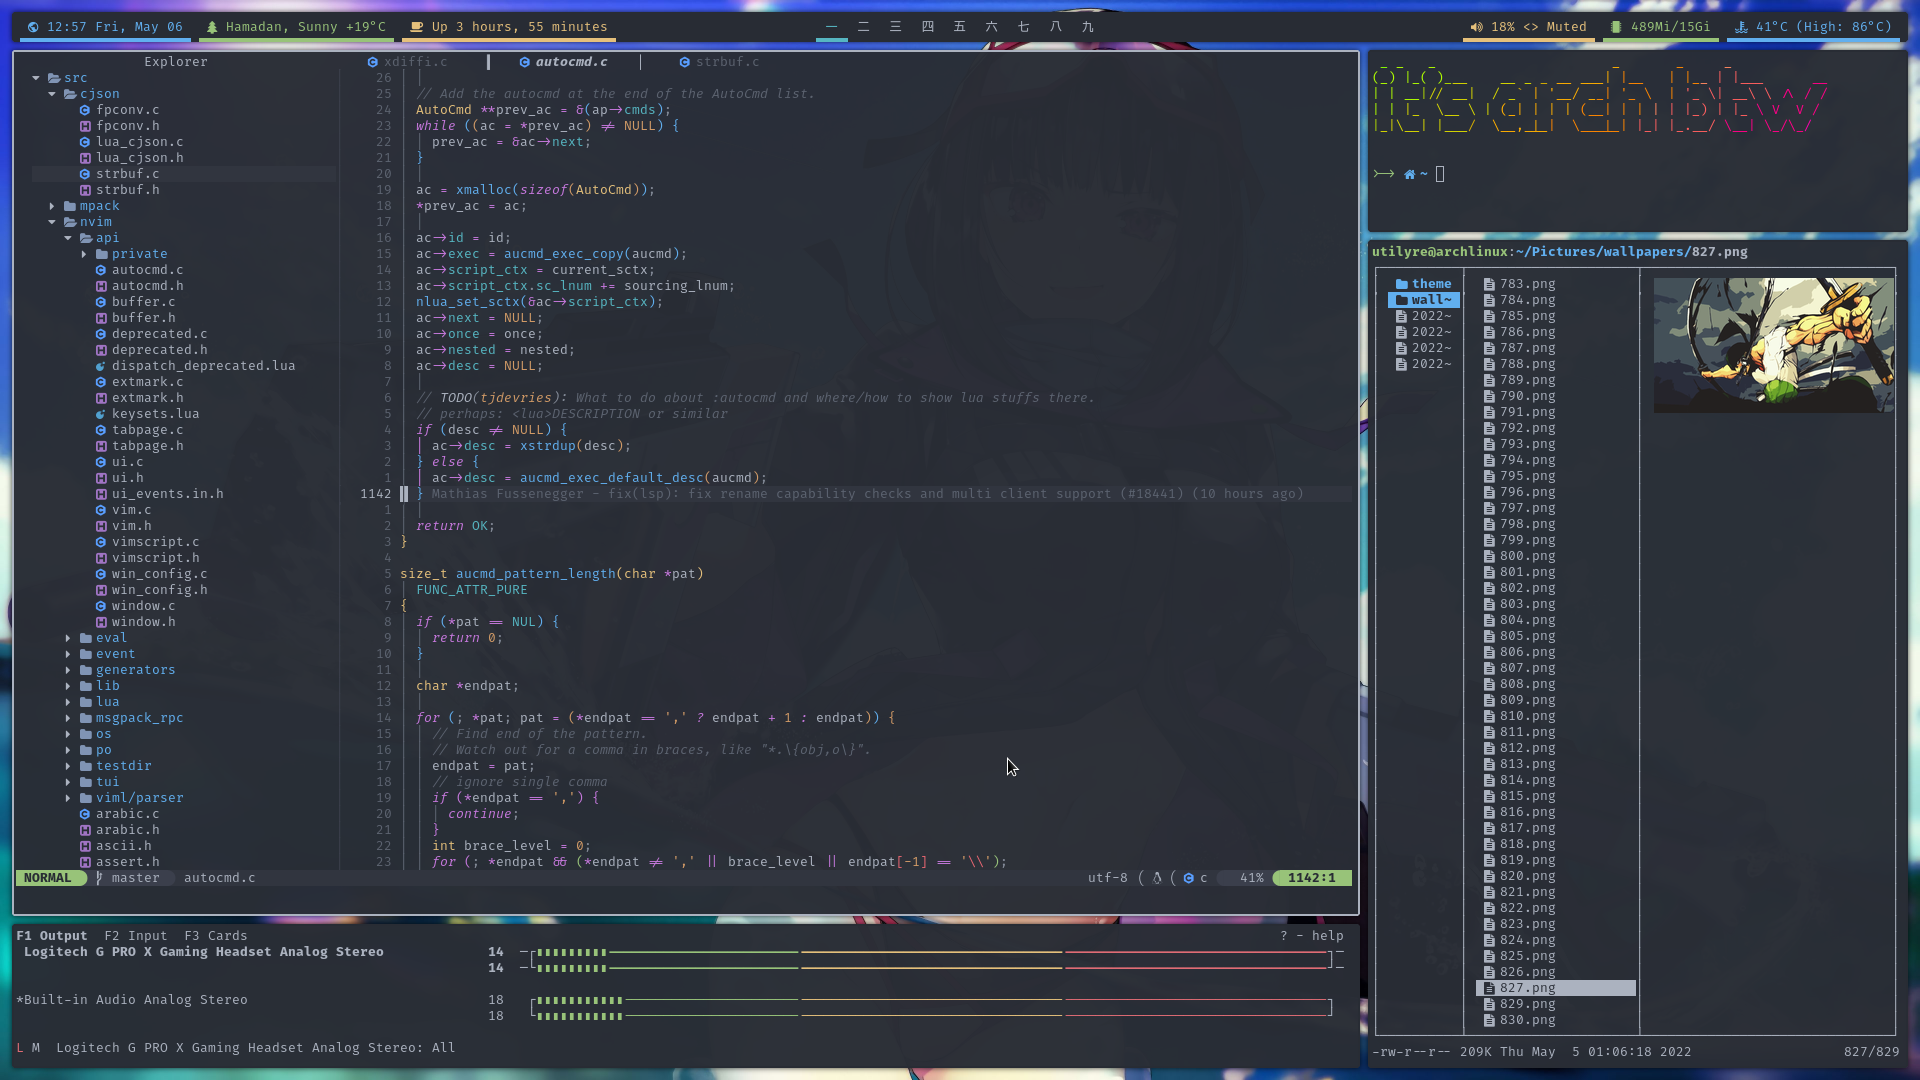 12:57 Fri, May 06
Hamadan, Sunny +19°C
Up 3 hours, 55 minutes
一 二 三 四 五 六 七 八 九
18% <> Muted
489Mi/15Gi
41°C (High: 86°C)
Explorer
src
cjson
fpconv.c
fpconv.h
lua_cjson.c
lua_cjson.h
strbuf.c
strbuf.h
mpack
nvim
api
private
autocmd.c
autocmd.h
buffer.c
buffer.h
deprecated.c
deprecated.h
dispatch_deprecated.lua
extmark.c
extmark.h
keysets.lua
tabpage.c
tabpage.h
ui.c
ui.h
ui_events.in.h
vim.c
vim.h
vimscript.c
vimscript.h
win_config.c
win_config.h
window.c
window.h
eval
event
generators
lib
lua
msgpack_rpc
os
po
testdir
tui
viml/parser
arabic.c
arabic.h
ascii.h
assert.h
xdiffi.c
autocmd.c
strbuf.c
26
25 // Add the autocmd at the end of the AutoCmd list.
24 AutoCmd **prev_ac = &(ap->cmds);
23 while ((ac = *prev_ac) != NULL) {
22 prev_ac = &ac->next;
21 }
20
19 ac = xmalloc(sizeof(AutoCmd));
18 *prev_ac = ac;
17
16 ac->id = id;
15 ac->exec = aucmd_exec_copy(aucmd);
14 ac->script_ctx = current_sctx;
13 ac->script_ctx.sc_lnum += sourcing_lnum;
12 nlua_set_sctx(&ac->script_ctx);
11 ac->next = NULL;
10 ac->once = once;
9 ac->nested = nested;
8 ac->desc = NULL;
7
6 // TODO(tjdevries): What to do about :autocmd and where/how to show lua stuffs there.
5 // perhaps: <lua>DESCRIPTION or similar
4 if (desc != NULL) {
3 ac->desc = xstrdup(desc);
2 } else {
1 ac->desc = aucmd_exec_default_desc(aucmd);
1142 } Mathias Fussenegger - fix(lsp): fix rename capability checks and multi client support (#18441) (10 hours ago)
1
2 return OK;
3 }
4
5 size_t aucmd_pattern_length(char *pat)
6 FUNC_ATTR_PURE
7 {
8 if (*pat == NUL) {
9 return 0;
10 }
11
12 char *endpat;
13
14 for (; *pat; pat = (*endpat == ',' ? endpat + 1 : endpat)) {
15 // Find end of the pattern.
16 // Watch out for a comma in braces, like "*.\{obj,o\}".
17 endpat = pat;
18 // ignore single comma
19 if (*endpat == ',') {
20 continue;
21 }
22 int brace_level = 0;
23 for (; *endpat && (*endpat != ',' || brace_level || endpat[-1] == '\\');
NORMAL master autocmd.c
utf-8 ( ( c 41% 1142:1
F1 Output F2 Input F3 Cards
? - help
Logitech G PRO X Gaming Headset Analog Stereo 14
14
*Built-in Audio Analog Stereo 18
18
L M Logitech G PRO X Gaming Headset Analog Stereo: All
~
utilyre@archlinux:~/Pictures/wallpapers/827.png
theme
wall~
2022~
2022~
2022~
2022~
783.png
784.png
785.png
786.png
787.png
788.png
789.png
790.png
791.png
792.png
793.png
794.png
795.png
796.png
797.png
798.png
799.png
800.png
801.png
802.png
803.png
804.png
805.png
806.png
807.png
808.png
809.png
810.png
811.png
812.png
813.png
814.png
815.png
816.png
817.png
818.png
819.png
820.png
821.png
822.png
823.png
824.png
825.png
826.png
827.png
829.png
830.png
-rw-r--r-- 209K Thu May 5 01:06:18 2022
827/829